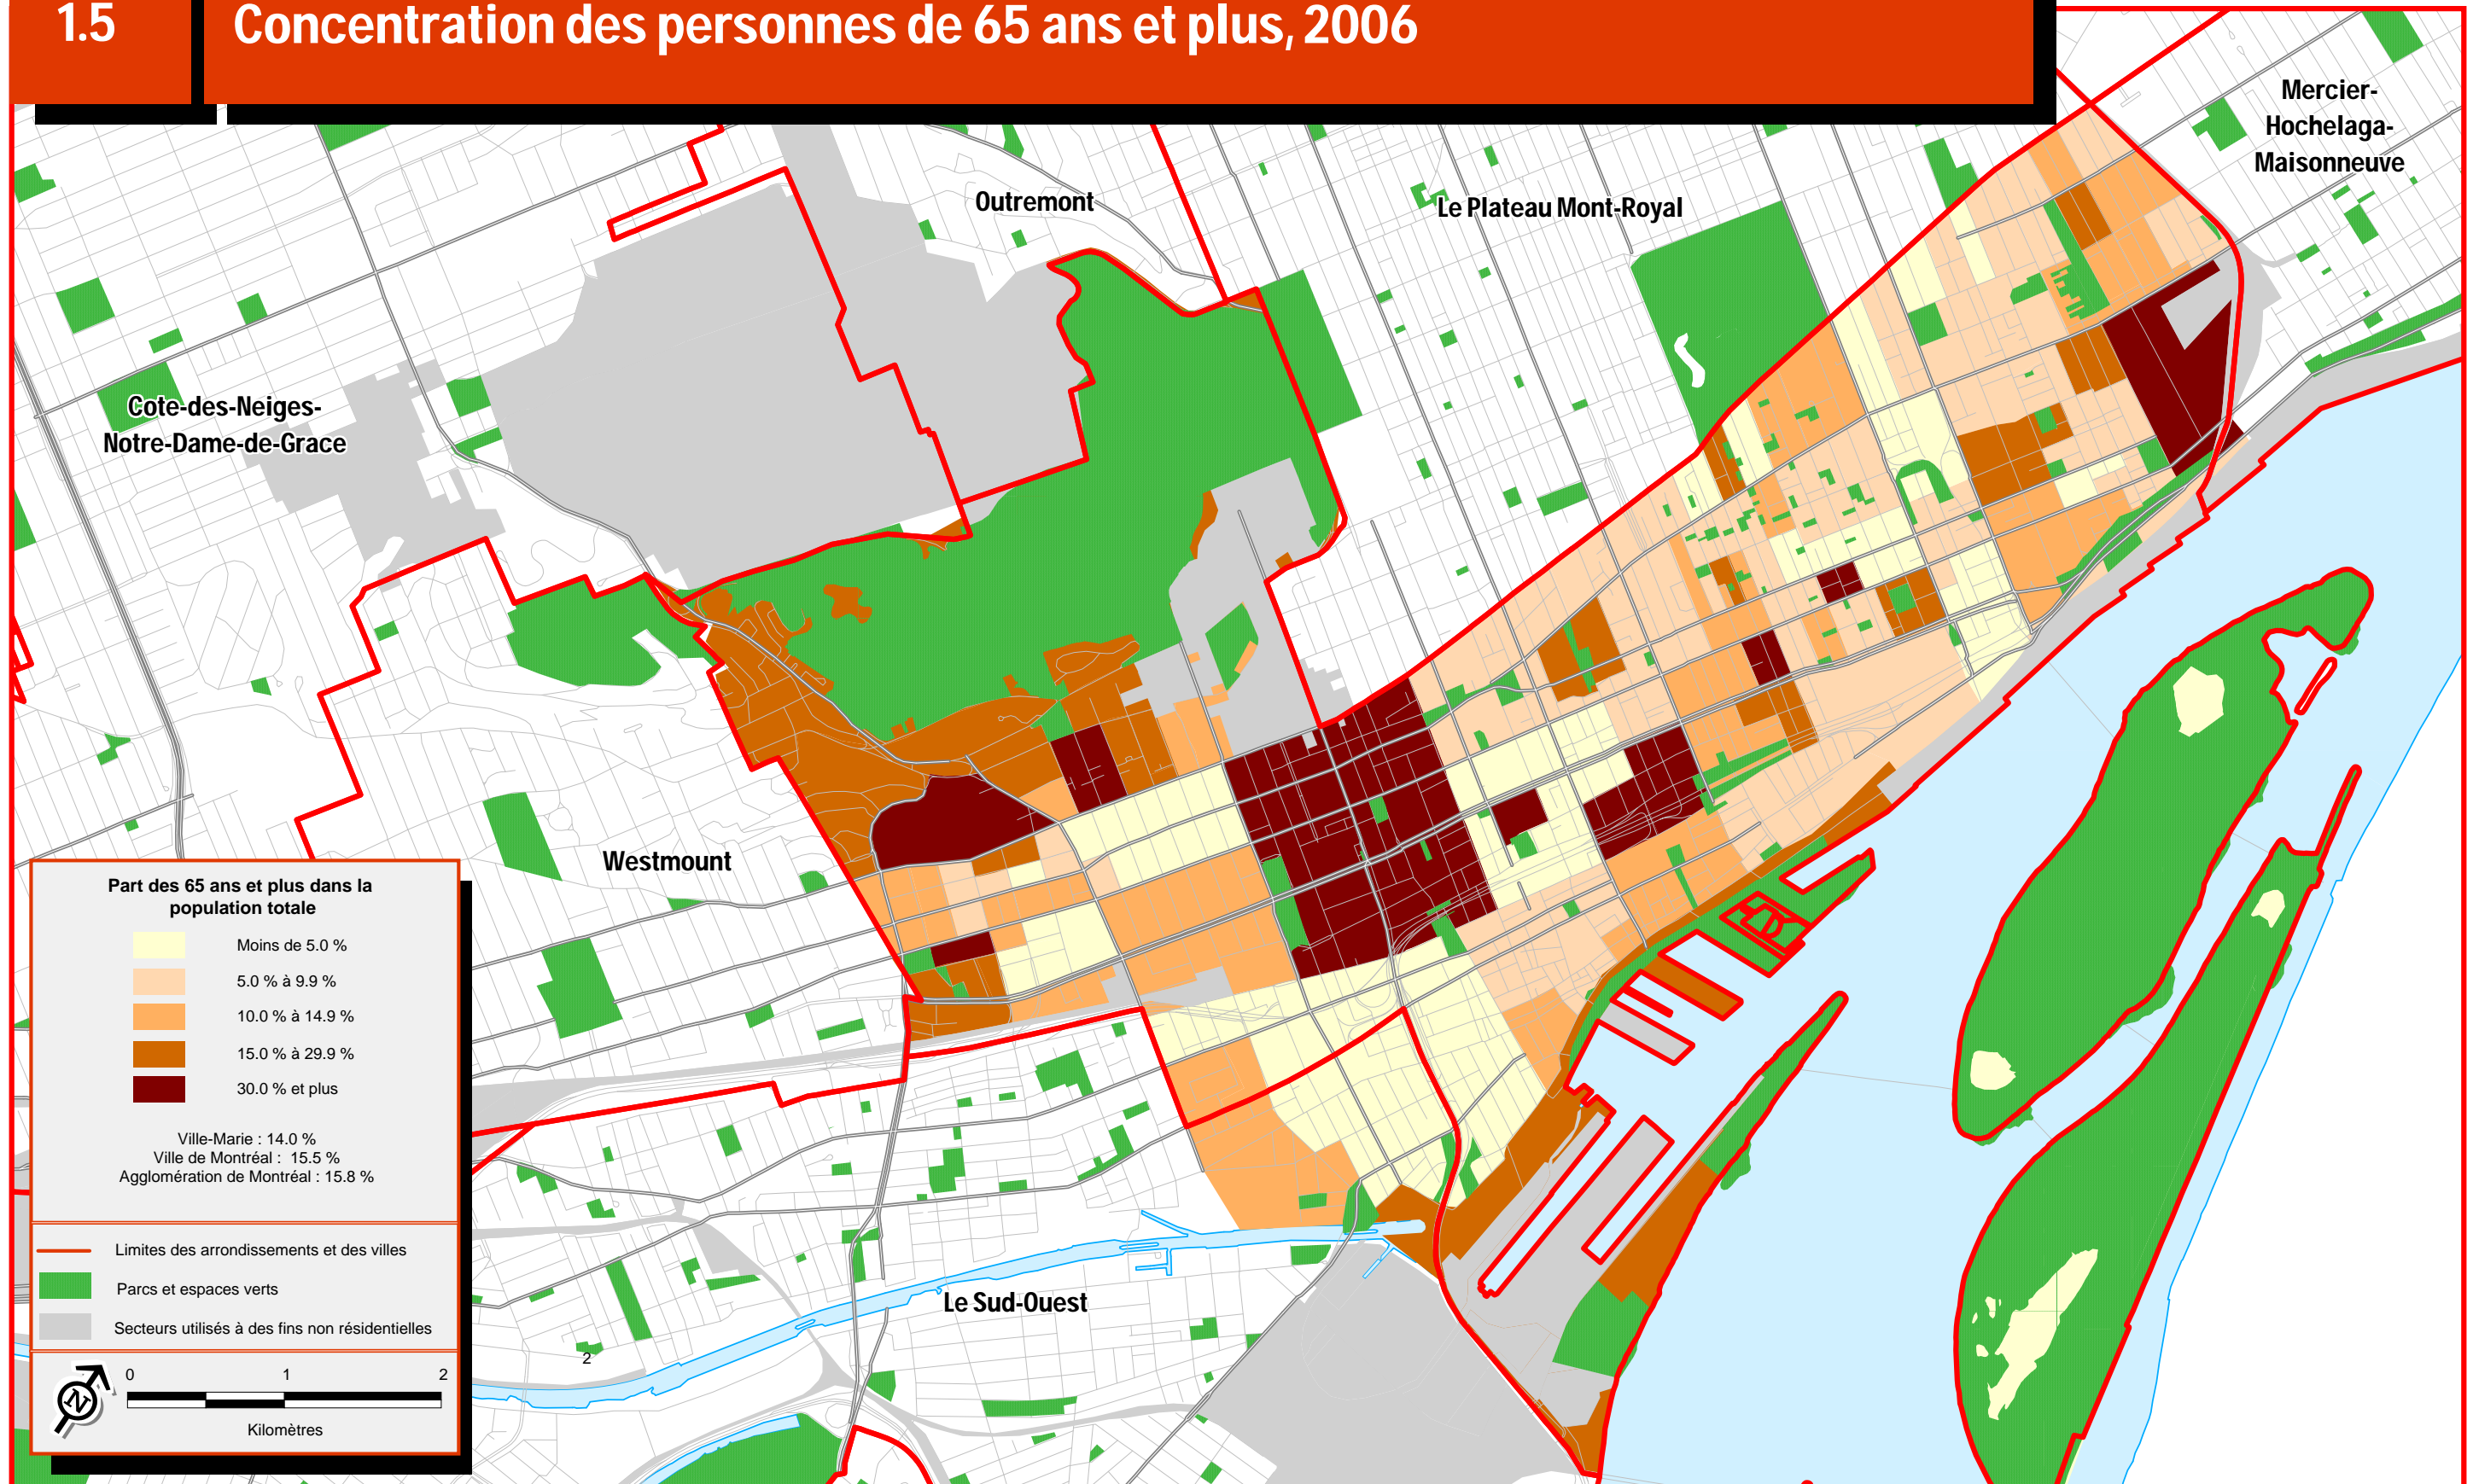 1.5
Concentration des personnes de 65 ans et plus, 2006
Mercier-
Hochelaga-
Maisonneuve
Outremont
Le Plateau Mont-Royal
Cote-des-Neiges-
Notre-Dame-de-Grace
Westmount
Le Sud-Ouest
2
Part des 65 ans et plus dans la
population totale
Moins de 5.0 %
5.0 % à 9.9 %
10.0 % à 14.9 %
15.0 % à 29.9 %
30.0 % et plus
Ville-Marie : 14.0 %
Ville de Montréal : 15.5 %
Agglomération de Montréal : 15.8 %
Limites des arrondissements et des villes
Parcs et espaces verts
Secteurs utilisés à des fins non résidentielles
N
0 1 2
Kilomètres